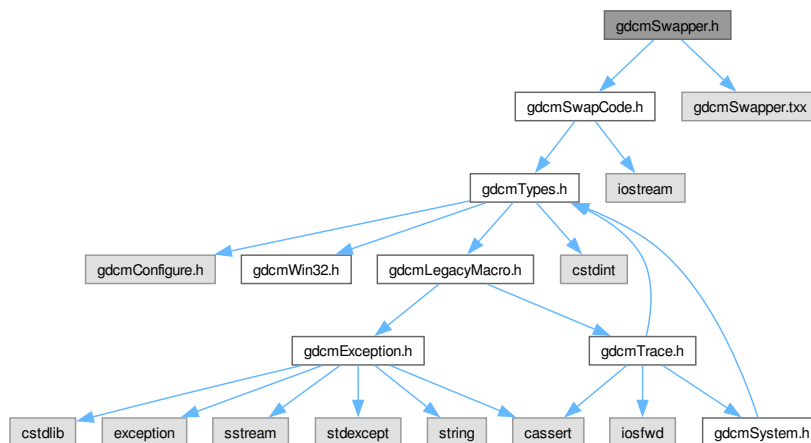 gdcmSwapper.h
gdcmSwapCode.h
gdcmSwapper.txx
gdcmTypes.h
iostream
gdcmConfigure.h
gdcmWin32.h
gdcmLegacyMacro.h
cstdint
gdcmException.h
gdcmTrace.h
cstdlib
exception
sstream
stdexcept
string
cassert
iosfwd
gdcmSystem.h